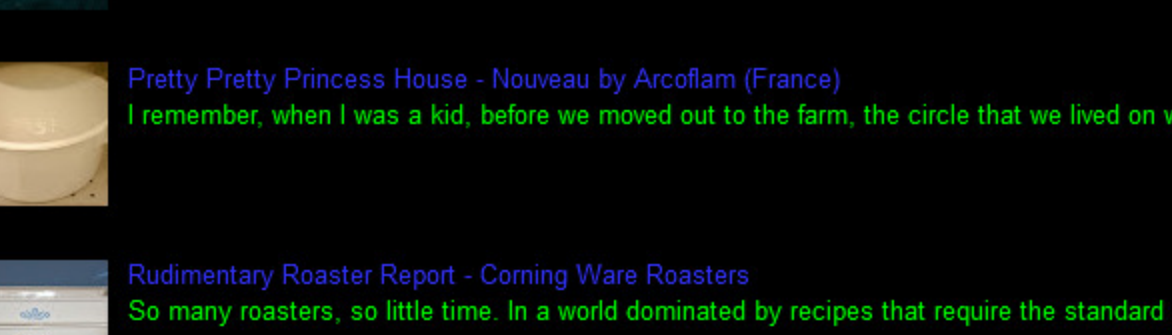 Pretty Pretty Princess House - Nouveau by Arcoflam (France)
I remember, when I was a kid, before we moved out to the farm, the circle that we lived on
Rudimentary Roaster Report - Corning Ware Roasters
So many roasters, so little time. In a world dominated by recipes that require the standard